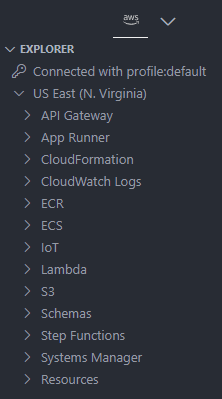 aws
EXPLORER
Connected with profile:default
US East (N. Virginia)
API Gateway
App Runner
CloudFormation
CloudWatch Logs
ECR
ECS
IoT
Lambda
S3
Schemas
Step Functions
Systems Manager
Resources